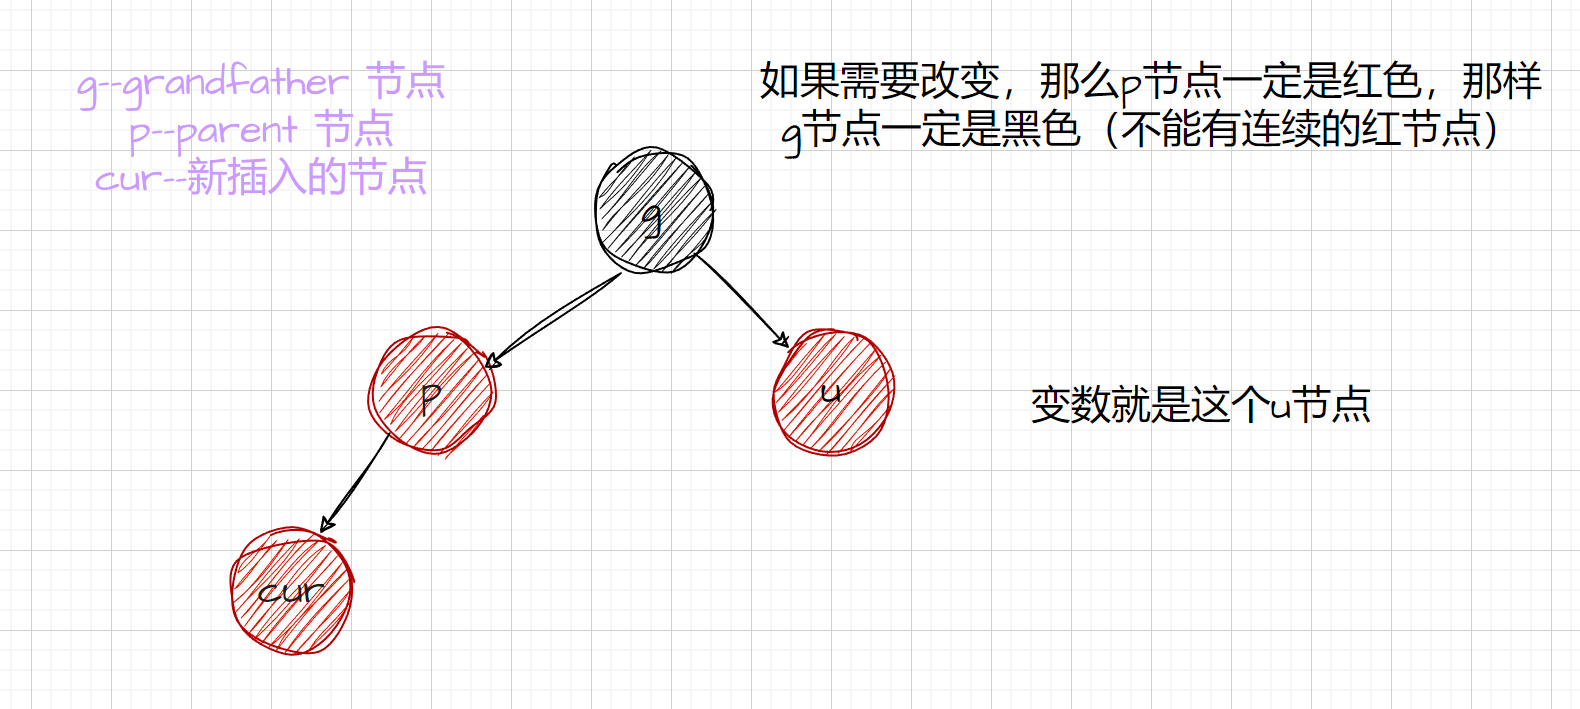 g--grandfather 节点
p--parent 节点
cur--新插入的节点
如果需要改变，那么p节点一定是红色，那样
g节点一定是黑色（不能有连续的红节点）
g
p
u
变数就是这个u节点
cur